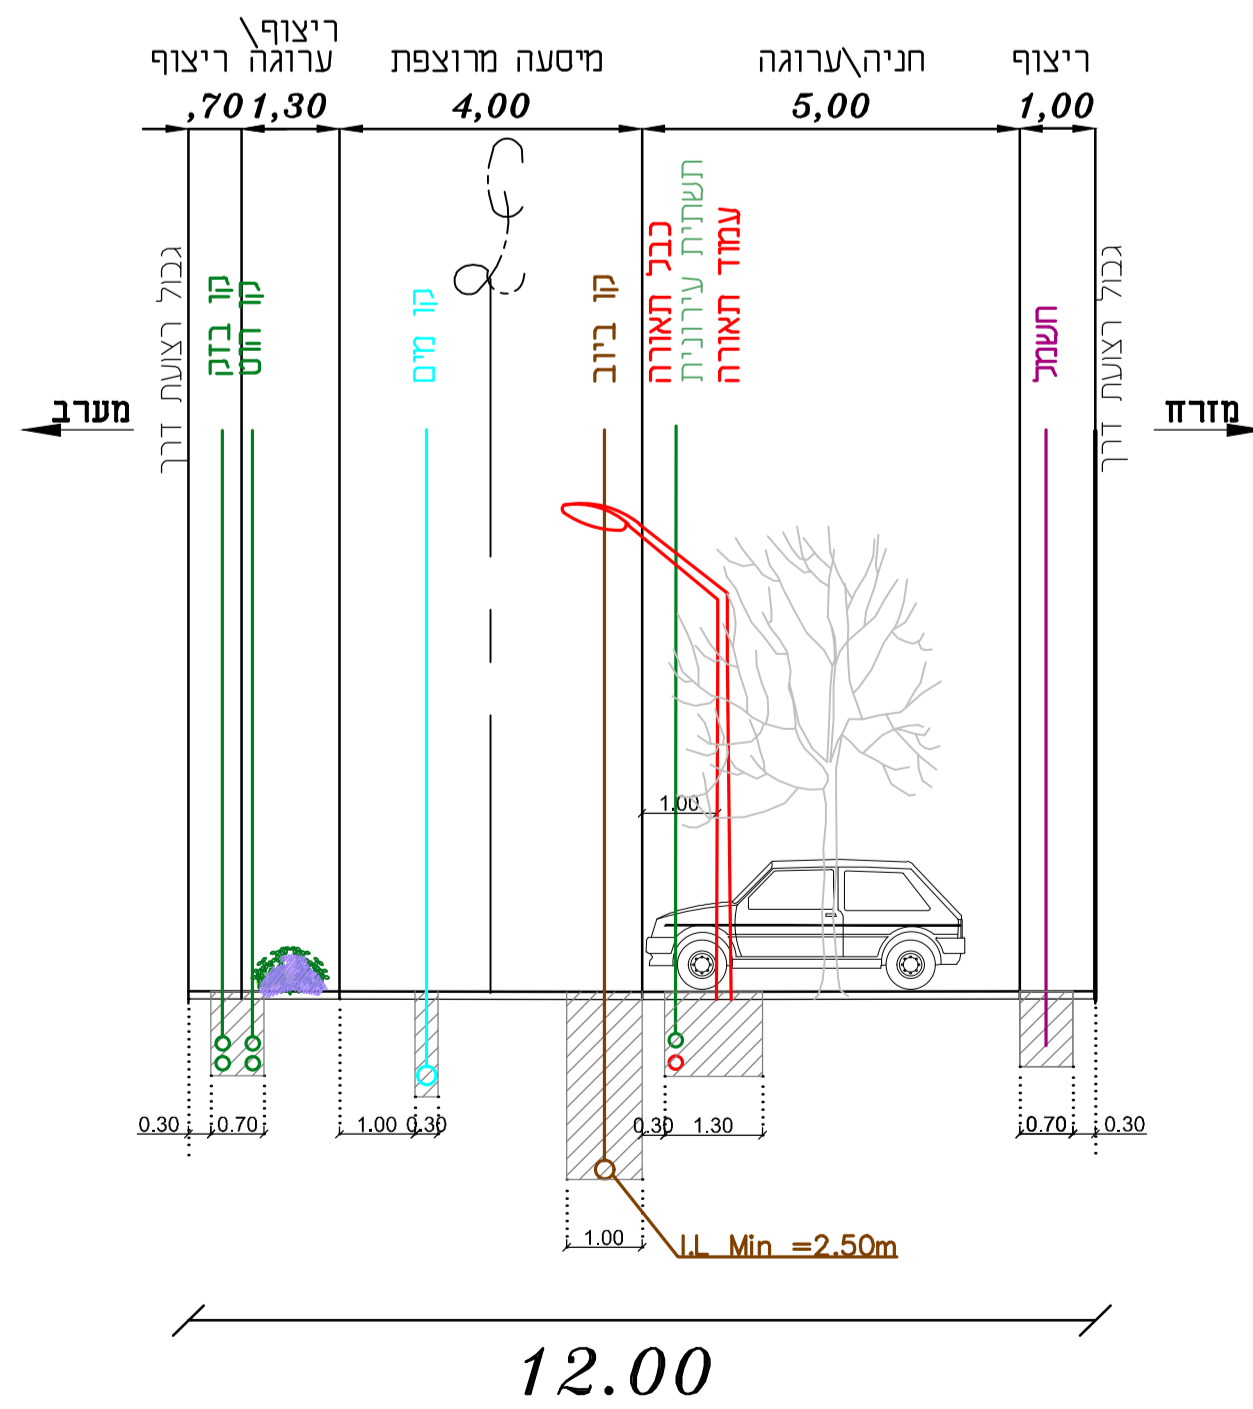 ריצוף\
ריצוף
ערוגה
מיסעה מרוצפת
חניה\ערוגה
ריצוף
,70
1,30
4,00
5,00
1,00
גבול רצועת דרך
קו בזק
קו הוט
קו מים
קו ביוב
כבל תאורה
תשתית עירונית
עמוד תאורה
חשמל
גבול רצועת דרך
מערב
מזרח
1.00
0.30
0.70
1.00
0.30
0.30
1.30
0.70
0.30
1.00
I.L Min =2.50m
12.00